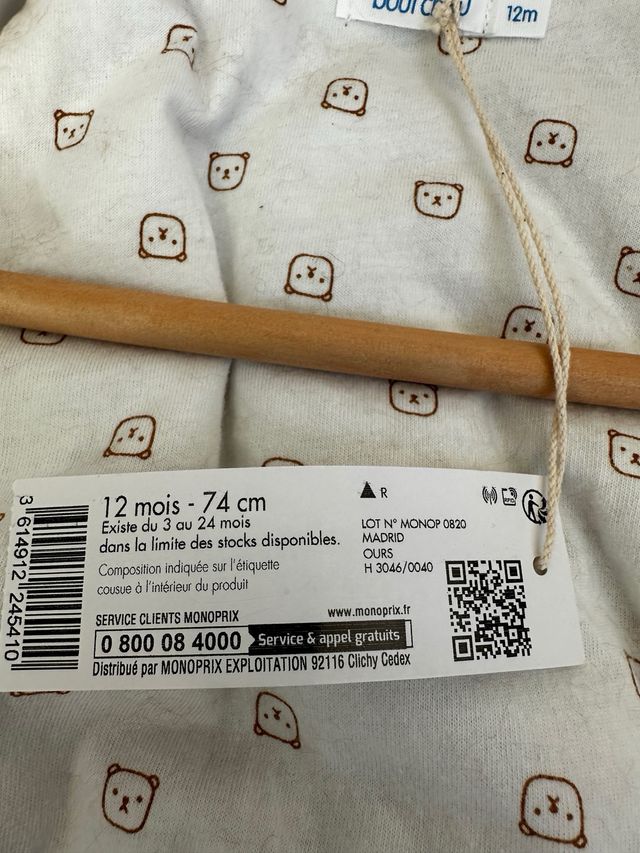 bout chou
12m
12 mois - 74 cm
Existe du 3 au 24 mois
dans la limite des stocks disponibles.
Composition indiquée sur l'étiquette
cousue à l'intérieur du produit
R
LOT N° MONOP 0820
MADRID
OURS
H 3046/0040
SERVICE CLIENTS MONOPRIX
www.monoprix.fr
0 800 08 4000 Service & appel gratuits
Distribué par MONOPRIX EXPLOITATION 92116 Clichy Cedex
3 614912 245410